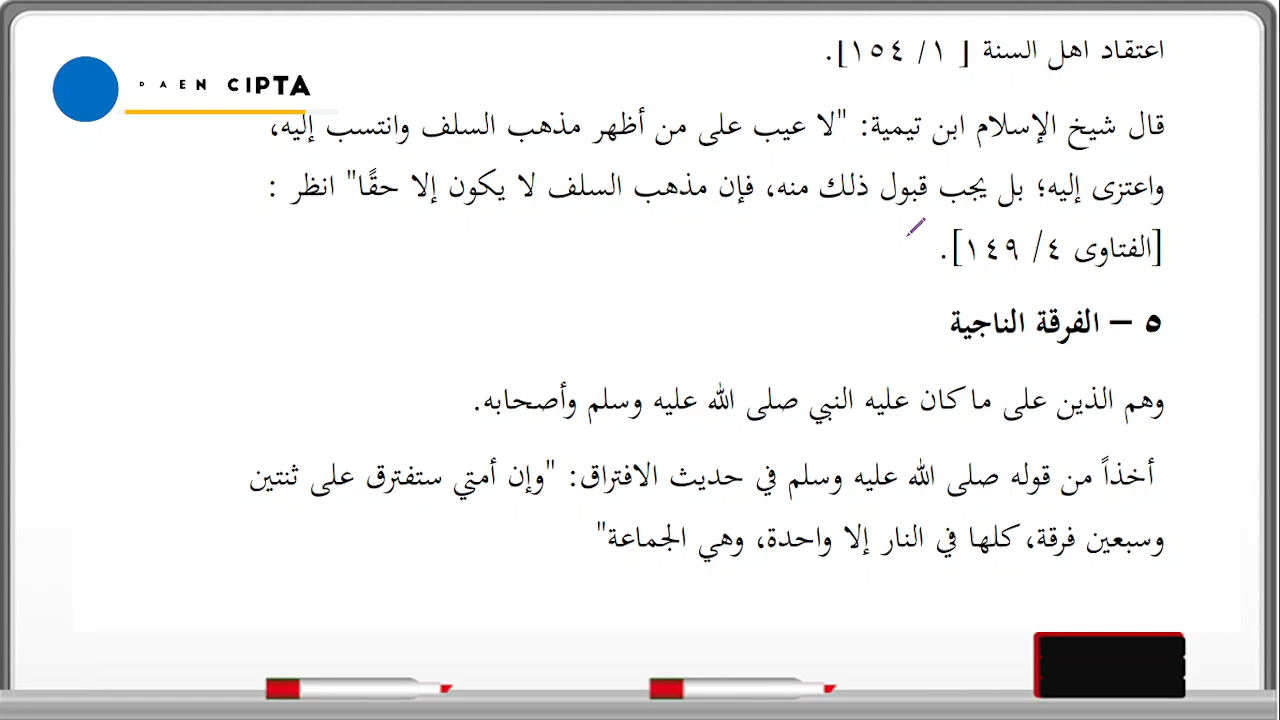 اعتقاد اهل السنة [ ١/ ١٥٤].
DAEN CIPTA
قال شيخ الإسلام ابن تيمية: "لا عيب على من أظهر مذهب السلف وانتسب إليه،
واعتزى إليه؛ بل يجب قبول ذلك منه، فإن مذهب السلف لا يكون إلا حقًا" انظر :
[الفتاوى ٤/ ١٤٩].
٥ – الفرقة الناجية
وهم الذين على ما كان عليه النبي صلى الله عليه وسلم وأصحابه.
أخذاً من قوله صلى الله عليه وسلم في حديث الافتراق: "وإن أمتي ستفترق على ثنتين
وسبعين فرقة، كلها في النار إلا واحدة، وهي الجماعة"